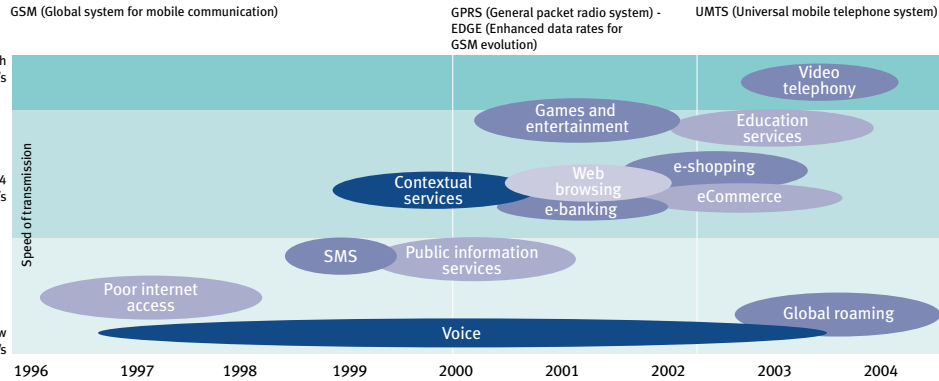 GSM (Global system for mobile communication)
GPRS (General packet radio system) -
EDGE (Enhanced data rates for
GSM evolution)
UMTS (Universal mobile telephone system)
Video
telephony
Games and
entertainment
Education
services
e-shopping
Web
browsing
Contextual
services
eCommerce
e-banking
Speed of transmission
SMS
Public information
services
Poor internet
access
Global roaming
Voice
1996 1997 1998 1999 2000 2001 2002 2003 2004